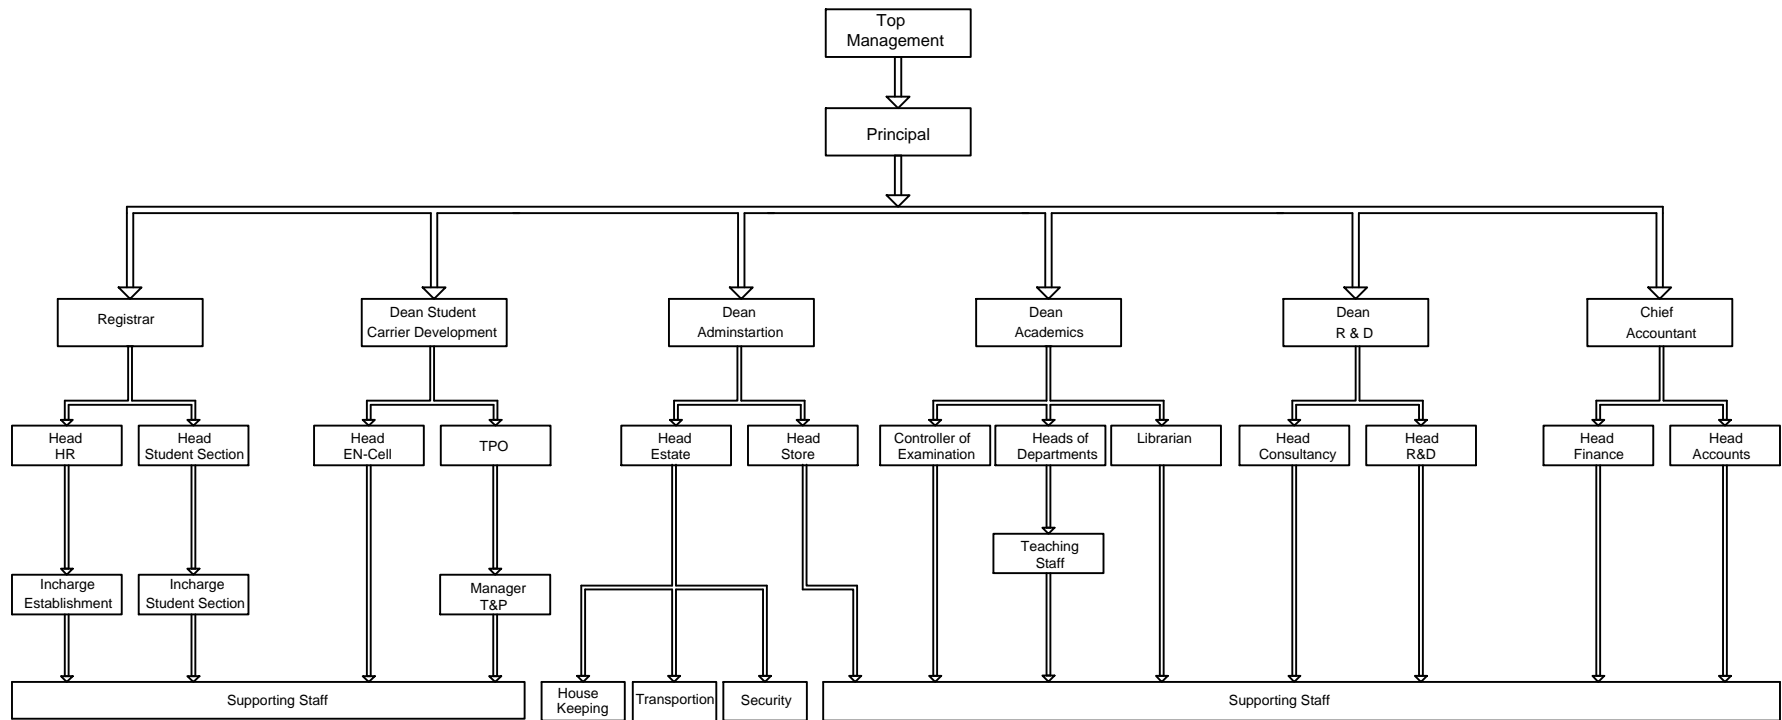 Top
Management
Principal
Registrar
Dean Student
Carrier Development
Dean
Adminstartion
Dean
Academics
Dean
R & D
Chief
Accountant
Head
HR
Head
Student Section
Head
EN-Cell
TPO
Head
Estate
Head
Store
Controller of
Examination
Heads of
Departments
Librarian
Head
Consultancy
Head
R&D
Head
Finance
Head
Accounts
Teaching
Staff
Incharge
Establishment
Incharge
Student Section
Manager
T&P
Supporting Staff
House
Keeping
Transportion
Security
Supporting Staff